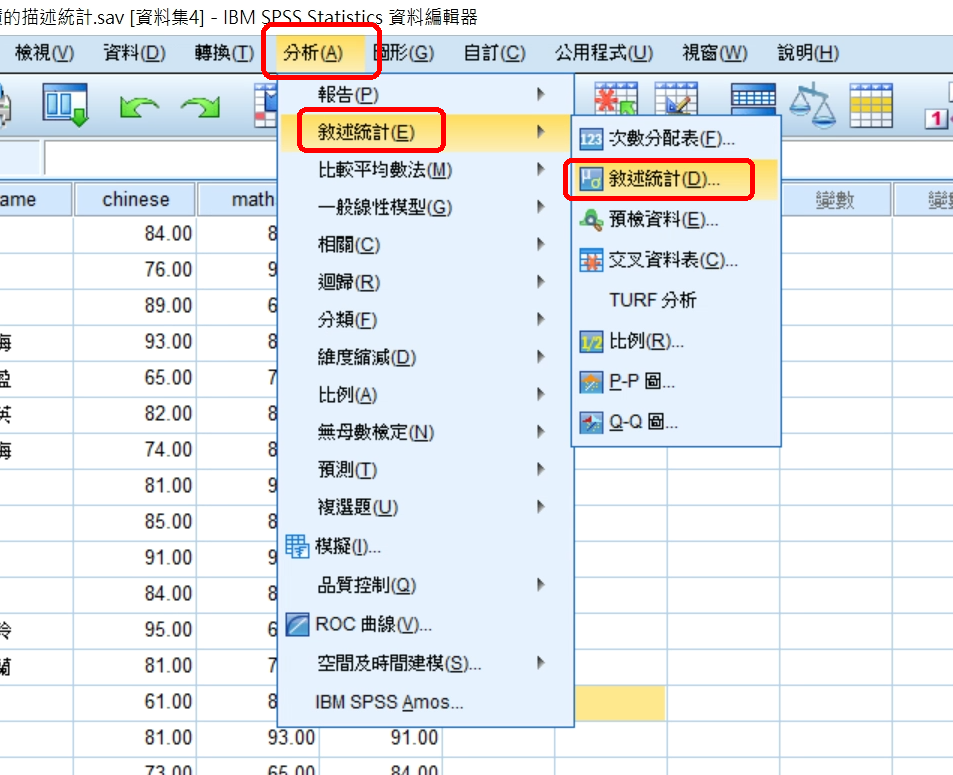 的描述統計.sav [資料集4] - IBM SPSS Statistics 資料編輯器
檢視(V) 資料(D) 轉換(T) 分析(A) 圖形(G) 自訂(C) 公用程式(U) 視窗(W) 說明(H)
報告(P)
敘述統計(E)
比較平均數法(M)
一般線性模型(G)
相關(C)
迴歸(R)
分類(F)
維度縮減(D)
比例(A)
無母數檢定(N)
預測(T)
複選題(U)
模擬(I)...
品質控制(Q)
ROC 曲線(V)...
空間及時間建模(S)...
IBM SPSS Amos...
123 次數分配表(F)...
敘述統計(D)...
預檢資料(E)...
交叉資料表(C)...
TURF 分析
1/2 比例(R)...
P-P 圖...
Q-Q 圖...
1
ame chinese math 變數 變
84.00 8
76.00 9
89.00 6
海 93.00 8
盈 65.00 7
英 82.00 8
海 74.00 8
81.00 9
85.00 8
91.00 9
84.00 8
玲 95.00 6
蘭 81.00 7
61.00 8
81.00 93.00 91.00
73.00 65.00 84.00